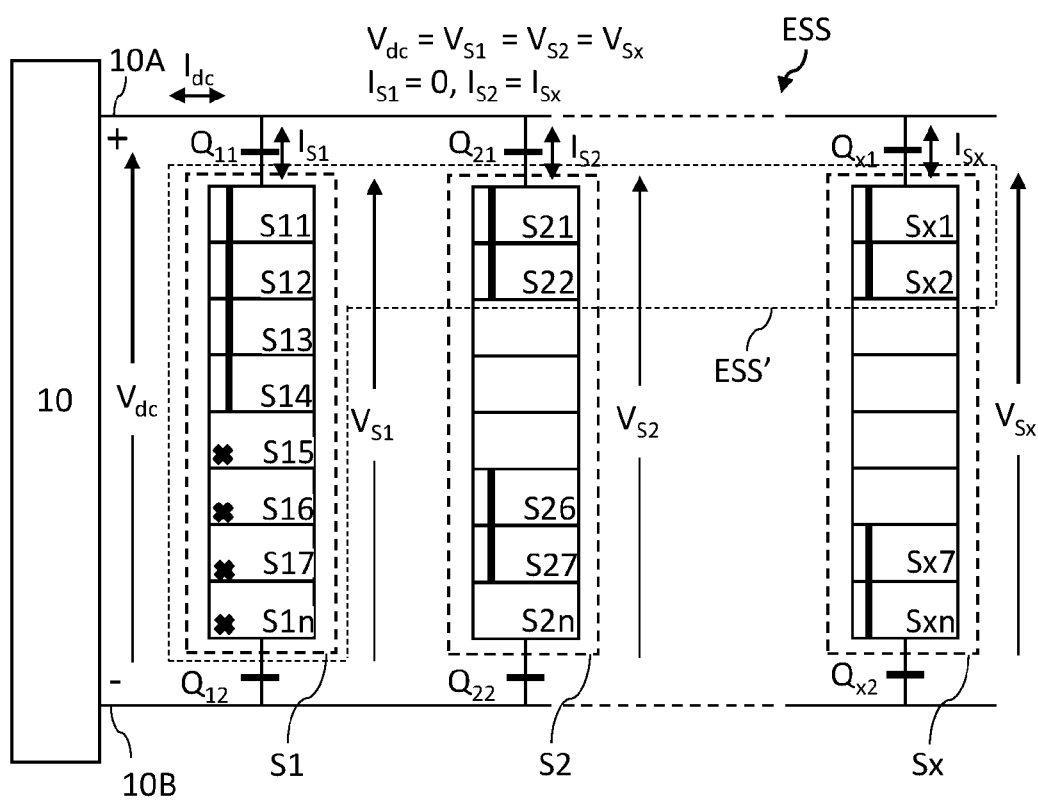 V_dc = V_S1 = V_S2 = V_Sx
I_S1 = 0, I_S2 = I_Sx
ESS
10A
I_dc
+
Q_11
I_S1
Q_21
I_S2
Q_x1
I_Sx
S11
S12
S13
S14
S15
S16
S17
S1n
S21
S22
S26
S27
S2n
Sx1
Sx2
Sx7
Sxn
ESS’
10
V_dc
V_S1
V_S2
V_Sx
-
Q_12
Q_22
Q_x2
10B
S1
S2
Sx